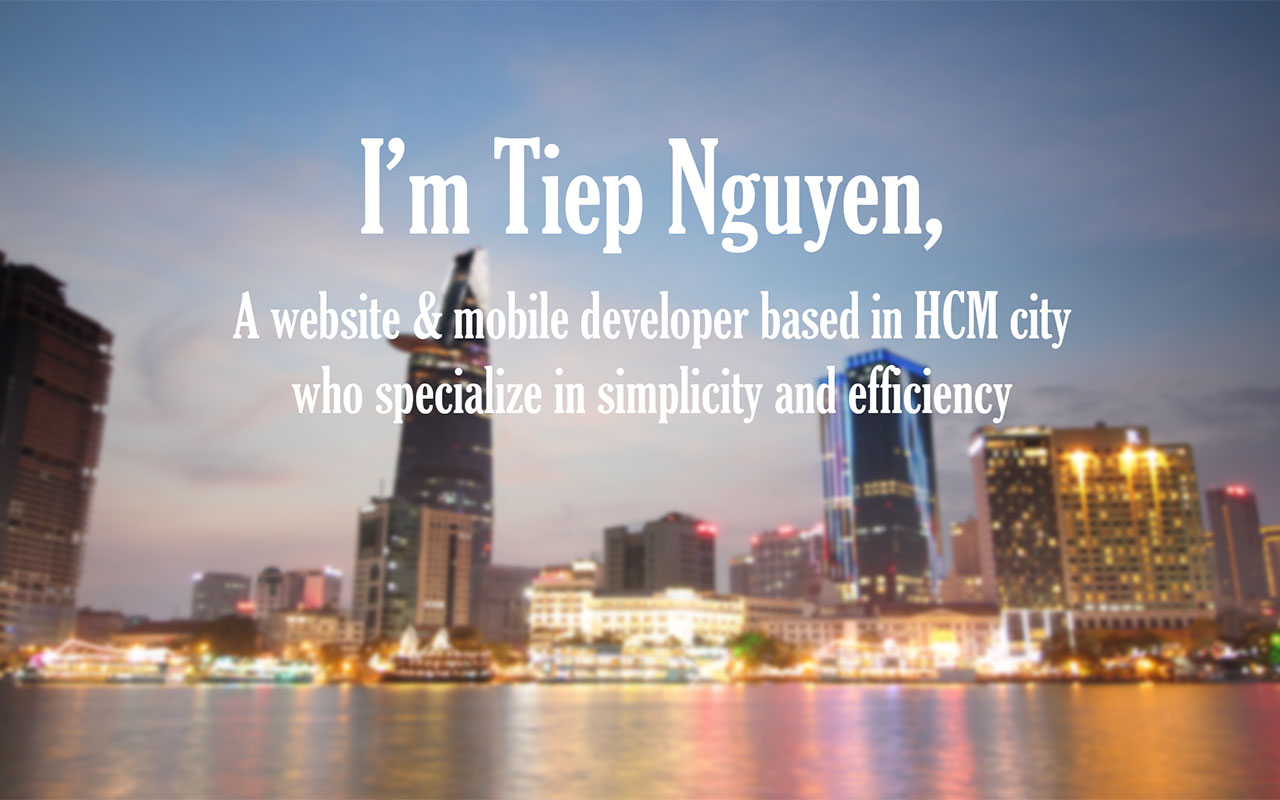 I'm Tiep Nguyen,
A website & mobile developer based in HCM city
who specialize in simplicity and efficiency